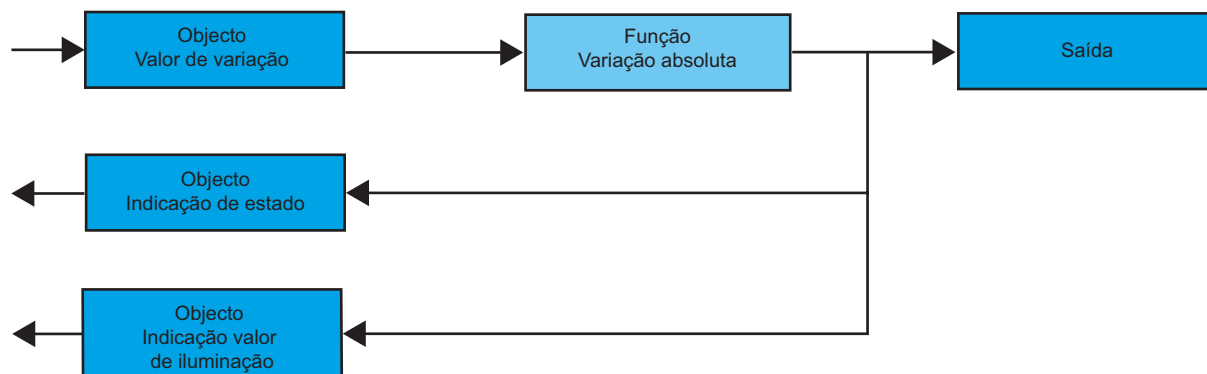 Objecto
Valor de variação
Função
Variação absoluta
Saída
Objecto
Indicação de estado
Objecto
Indicação valor
de iluminação